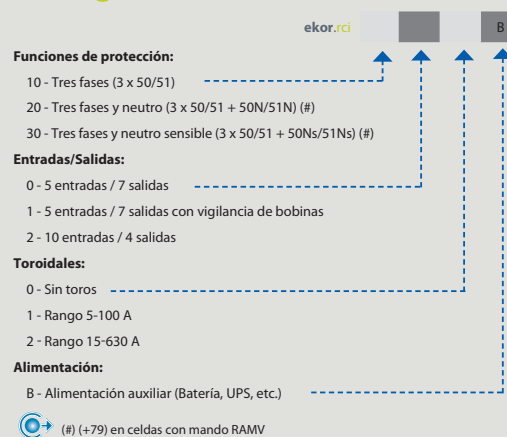 ekor.rci B
Funciones de protección:
10 - Tres fases (3 x 50/51)
20 - Tres fases y neutro (3 x 50/51 + 50N/51N) (#)
30 - Tres fases y neutro sensible (3 x 50/51 + 50Ns/51Ns) (#)
Entradas/Salidas:
0 - 5 entradas / 7 salidas
1 - 5 entradas / 7 salidas con vigilancia de bobinas
2 - 10 entradas / 4 salidas
Toroidales:
0 - Sin toros
1 - Rango 5-100 A
2 - Rango 15-630 A
Alimentación:
B - Alimentación auxiliar (Batería, UPS, etc.)
(#) (+79) en celdas con mando RAMV